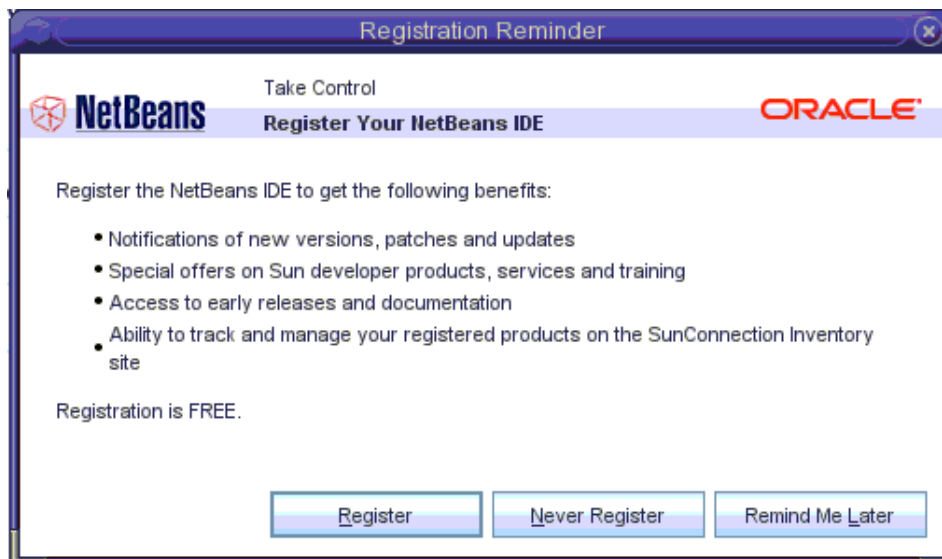 Registration Reminder
Take Control
NetBeans
Register Your NetBeans IDE
ORACLE
Register the NetBeans IDE to get the following benefits:
• Notifications of new versions, patches and updates
• Special offers on Sun developer products, services and training
• Access to early releases and documentation
• Ability to track and manage your registered products on the SunConnection Inventory
site
Registration is FREE.
Register
Never Register
Remind Me Later